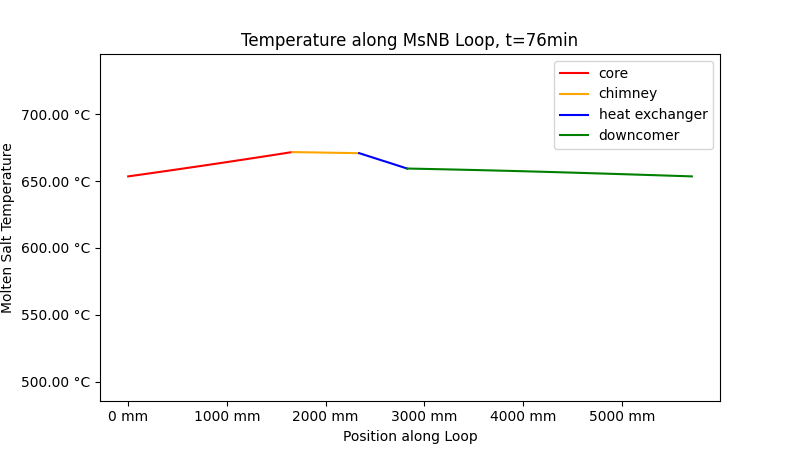 Temperature along MsNB Loop, t=76min
core
chimney
heat exchanger
downcomer
Molten Salt Temperature
700.00 °C
650.00 °C
600.00 °C
550.00 °C
500.00 °C
0 mm
1000 mm
2000 mm
3000 mm
4000 mm
5000 mm
Position along Loop